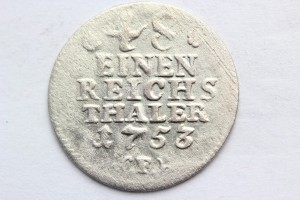 48
EINEN
REICHS
THALER
1753